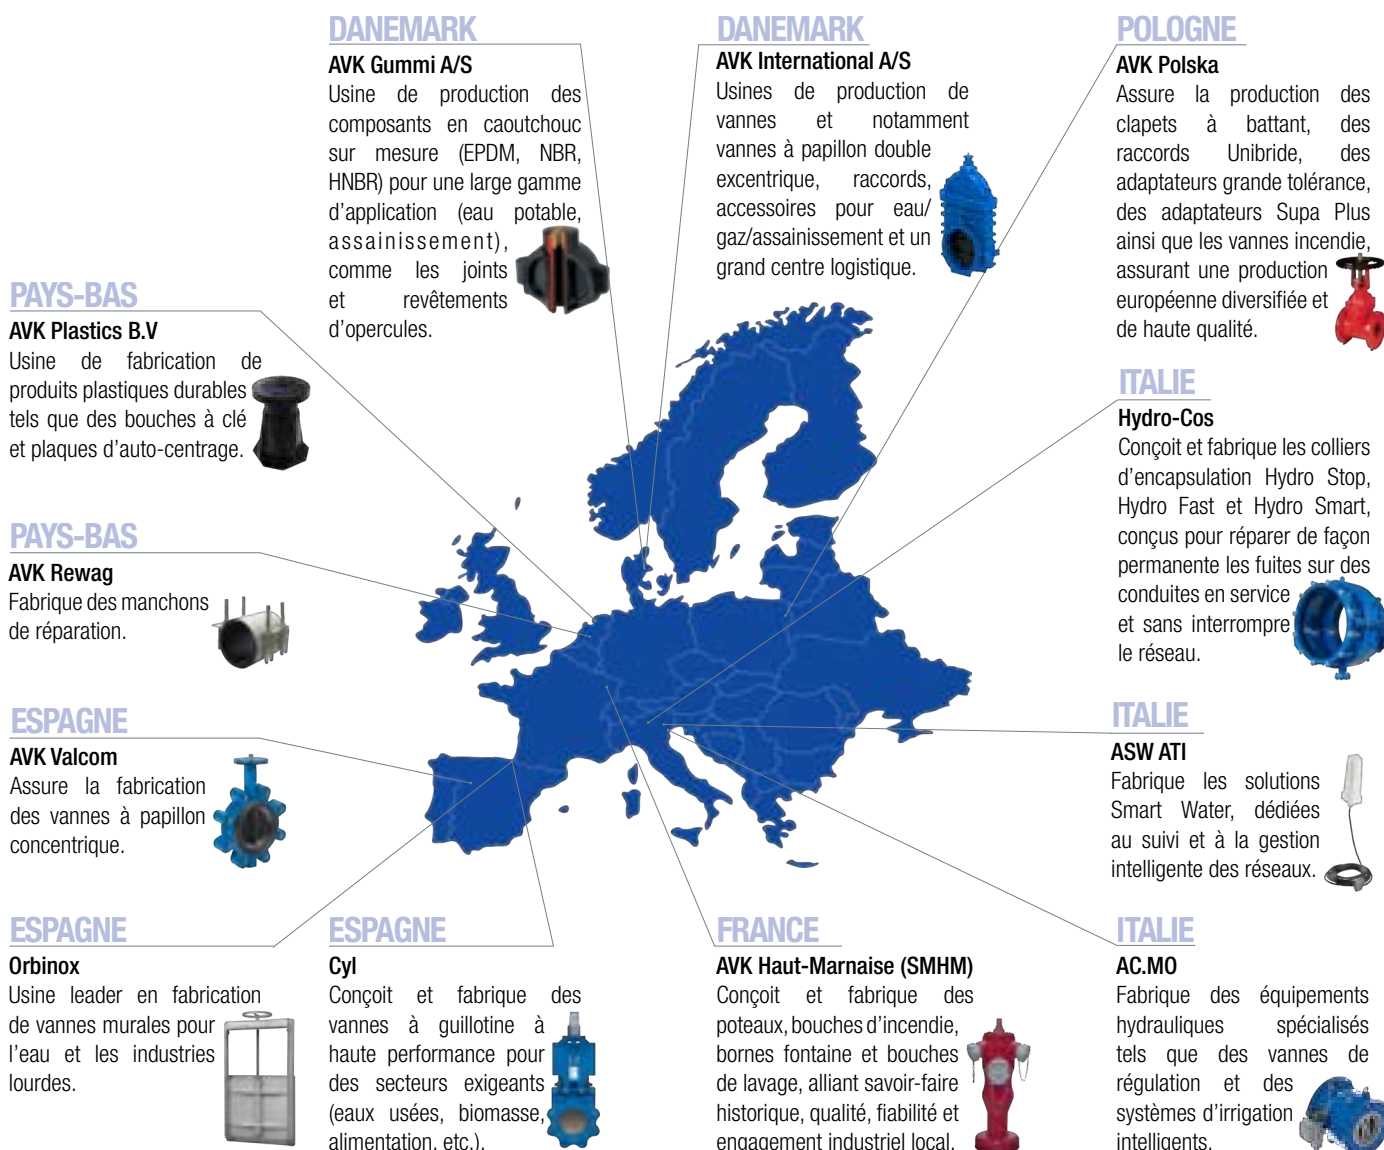 DANEMARK
AVK Gummi A/S
Usine de production des
composants en caoutchouc
sur mesure (EPDM, NBR,
HNBR) pour une large gamme
d'application (eau potable,
assainissement),
comme les joints
et revêtements
d'opercules.
DANEMARK
AVK International A/S
Usines de production de
vannes et notamment
vannes à papillon double
excentrique, raccords,
accessoires pour eau/
gaz/assainissement et un
grand centre logistique.
POLOGNE
AVK Polska
Assure la production des
clapets à battant, des
raccords Unibride, des
adaptateurs grande tolérance,
des adaptateurs Supa Plus
ainsi que les vannes incendie,
assurant une production
européenne diversifiée et
de haute qualité.
PAYS-BAS
AVK Plastics B.V
Usine de fabrication de
produits plastiques durables
tels que des bouches à clé
et plaques d'auto-centrage.
ITALIE
Hydro-Cos
Conçoit et fabrique les colliers
d'encapsulation Hydro Stop,
Hydro Fast et Hydro Smart,
conçus pour réparer de façon
permanente les fuites sur des
conduites en service
et sans interrompre
le réseau.
PAYS-BAS
AVK Rewag
Fabrique des manchons
de réparation.
ESPAGNE
AVK Valcom
Assure la fabrication
des vannes à papillon
concentrique.
ITALIE
ASW ATI
Fabrique les solutions
Smart Water, dédiées
au suivi et à la gestion
intelligente des réseaux.
ESPAGNE
Orbinox
Usine leader en fabrication
de vannes murales pour
l'eau et les industries
lourdes.
ESPAGNE
Cyl
Conçoit et fabrique des
vannes à guillotine à
haute performance pour
des secteurs exigeants
(eaux usées, biomasse,
alimentation, etc.).
FRANCE
AVK Haut-Marnaise (SMHM)
Conçoit et fabrique des
poteaux, bouches d'incendie,
bornes fontaine et bouches
de lavage, alliant savoir-faire
historique, qualité, fiabilité et
engagement industriel local.
ITALIE
AC.MO
Fabrique des équipements
hydrauliques spécialisés
tels que des vannes de
régulation et des
systèmes d'irrigation
intelligents.